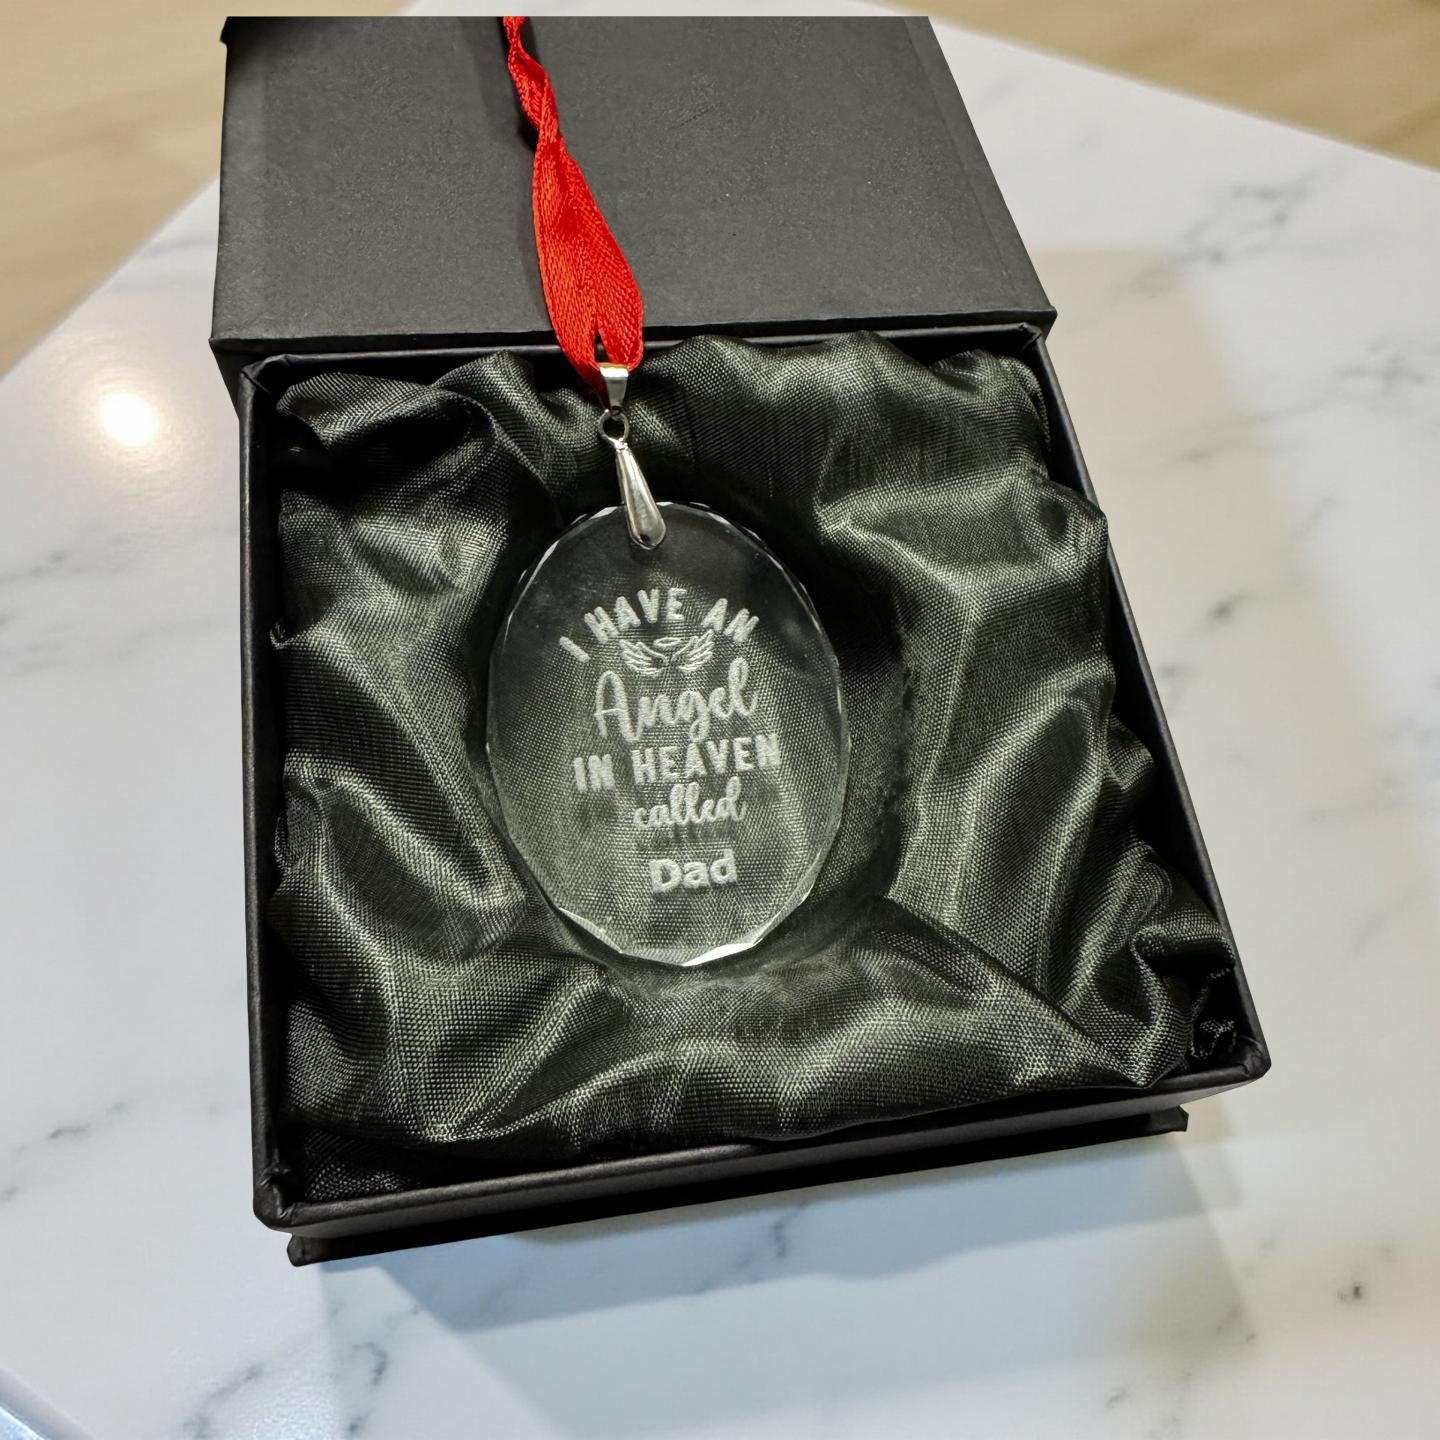 I HAVE AN
Angel
IN HEAVEN
called
Dad